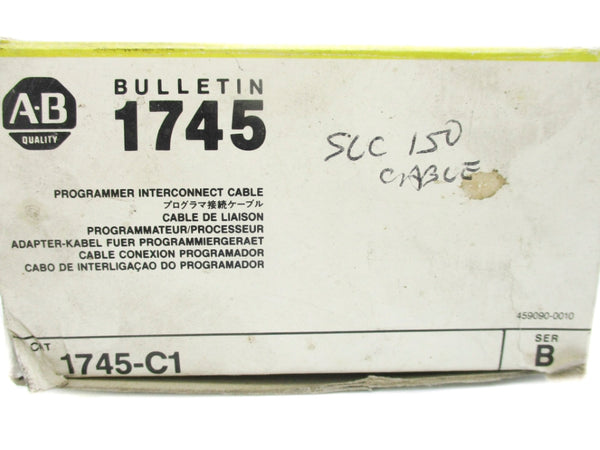 A-B
QUALITY
BULLETIN
1745
SLC 150
CABLE
PROGRAMMER INTERCONNECT CABLE
プログラマ接続ケーブル
CABLE DE LIAISON
PROGRAMMATEUR/PROCESSEUR
ADAPTER-KABEL FUER PROGRAMMIERGERAET
CABLE CONEXION PROGRAMADOR
CABO DE INTERLIGAÇAO DO PROGRAMADOR
459090-0010
CAT
1745-C1
SER
B